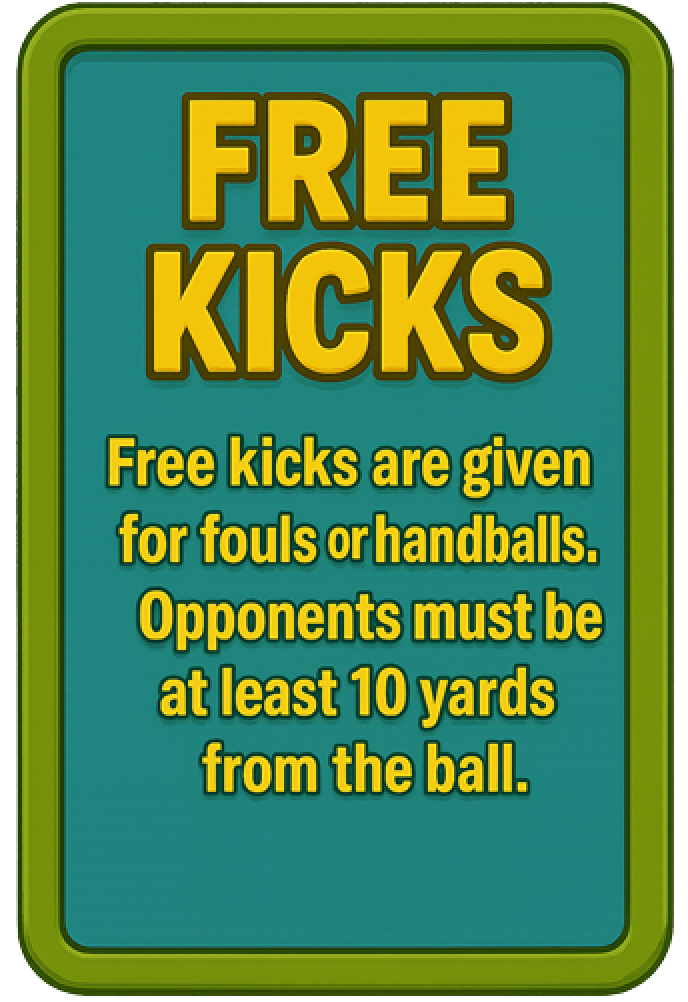 FREE
KICKS
Free kicks are given
for fouls or handballs.
Opponents must be
at least 10 yards
from the ball.